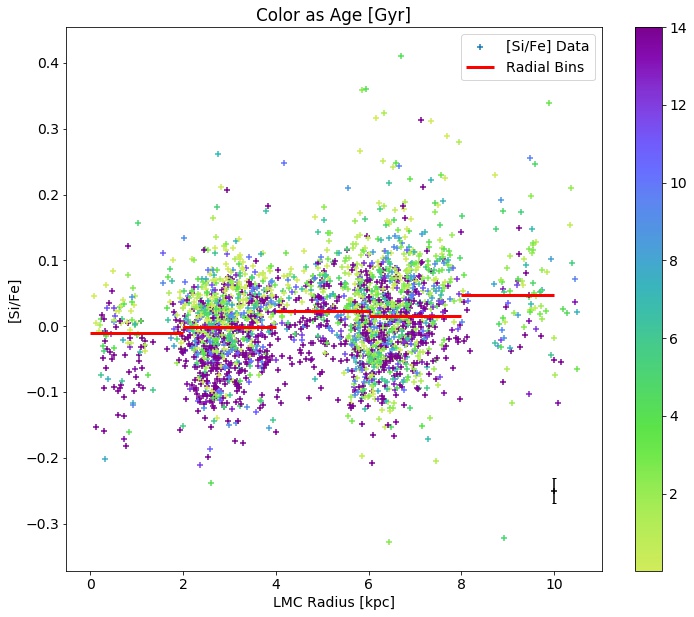 Color as Age [Gyr]
[Si/Fe] Data
Radial Bins
[Si/Fe]
0.4
0.3
0.2
0.1
0.0
−0.1
−0.2
−0.3
0 2 4 6 8 10
LMC Radius [kpc]
14
12
10
8
6
4
2